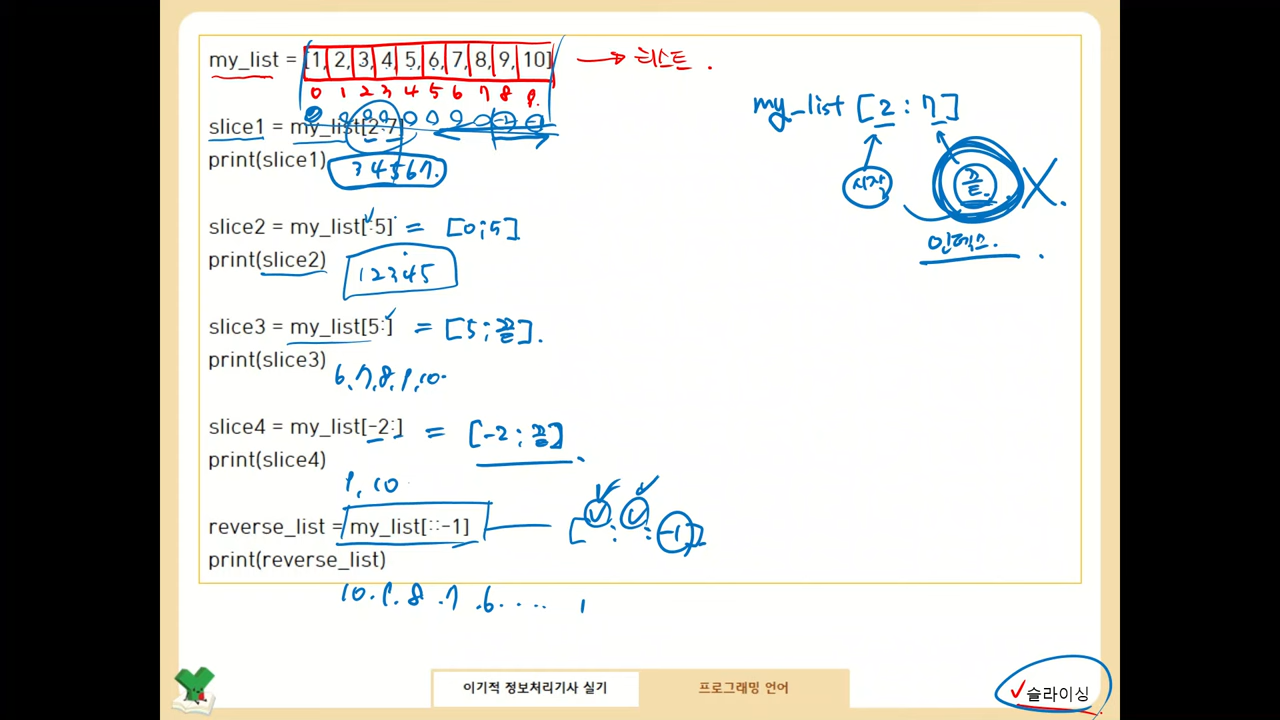 my_list = [1, 2, 3, 4, 5, 6, 7, 8, 9, 10] → 리스트.
0 1 2 3 4 5 6 7 8 9.
my_list [2:7]
slice1 = my_list[2:7]
print(slice1)
3 4 5 6 7.
시작
끝.
X.
인덱스.
slice2 = my_list[:5] = [0:5]
print(slice2)
1 2 3 4 5
slice3 = my_list[5:] = [5:끝].
print(slice3)
6, 7, 8, 9, 10.
slice4 = my_list[-2:] = [-2:끝].
print(slice4)
9, 10
reverse_list = my_list[::-1] [ : : -1]
print(reverse_list)
10. 9. 8. 7. 6. ... 1
이기적 정보처리기사 실기
프로그래밍 언어
✓슬라이싱